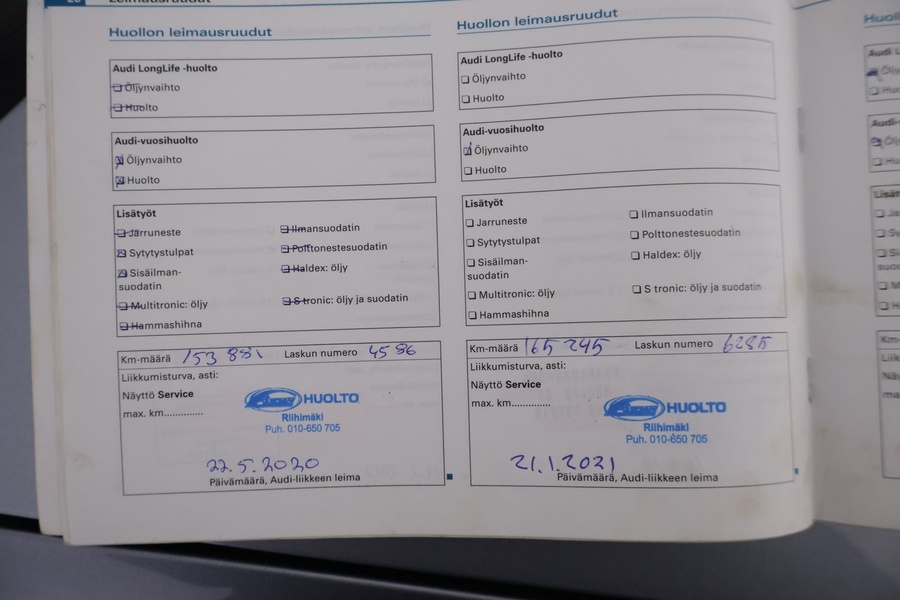 Huollon leimausruudut
Audi LongLife -huolto
Öljynvaihto
Huolto
Audi-vuosihuolto
Öljynvaihto
Huolto
Lisätyöt
Jarruneste
Sytytystulpat
Sisäilman-
suodatin
Multitronic: öljy
Hammashihna
Ilmansuodatin
Polttonestesuodatin
Haldex: öljy
S tronic: öljy ja suodatin
Km-määrä 153 881 Laskun numero 4586
Liikkumisturva, asti:
Näyttö Service
max. km..............
HUOLTO
Riihimäki
Puh. 010-650 705
22.5.2020
Päivämäärä, Audi-liikkeen leima
Huollon leimausruudut
Audi LongLife -huolto
Öljynvaihto
Huolto
Audi-vuosihuolto
Öljynvaihto
Huolto
Lisätyöt
Jarruneste
Sytytystulpat
Sisäilman-
suodatin
Multitronic: öljy
Hammashihna
Ilmansuodatin
Polttonestesuodatin
Haldex: öljy
S tronic: öljy ja suodatin
Km-määrä 165 245 Laskun numero 6285
Liikkumisturva, asti:
Näyttö Service
max. km..............
HUOLTO
Riihimäki
Puh. 010-650 705
21.1.2021
Päivämäärä, Audi-liikkeen leima